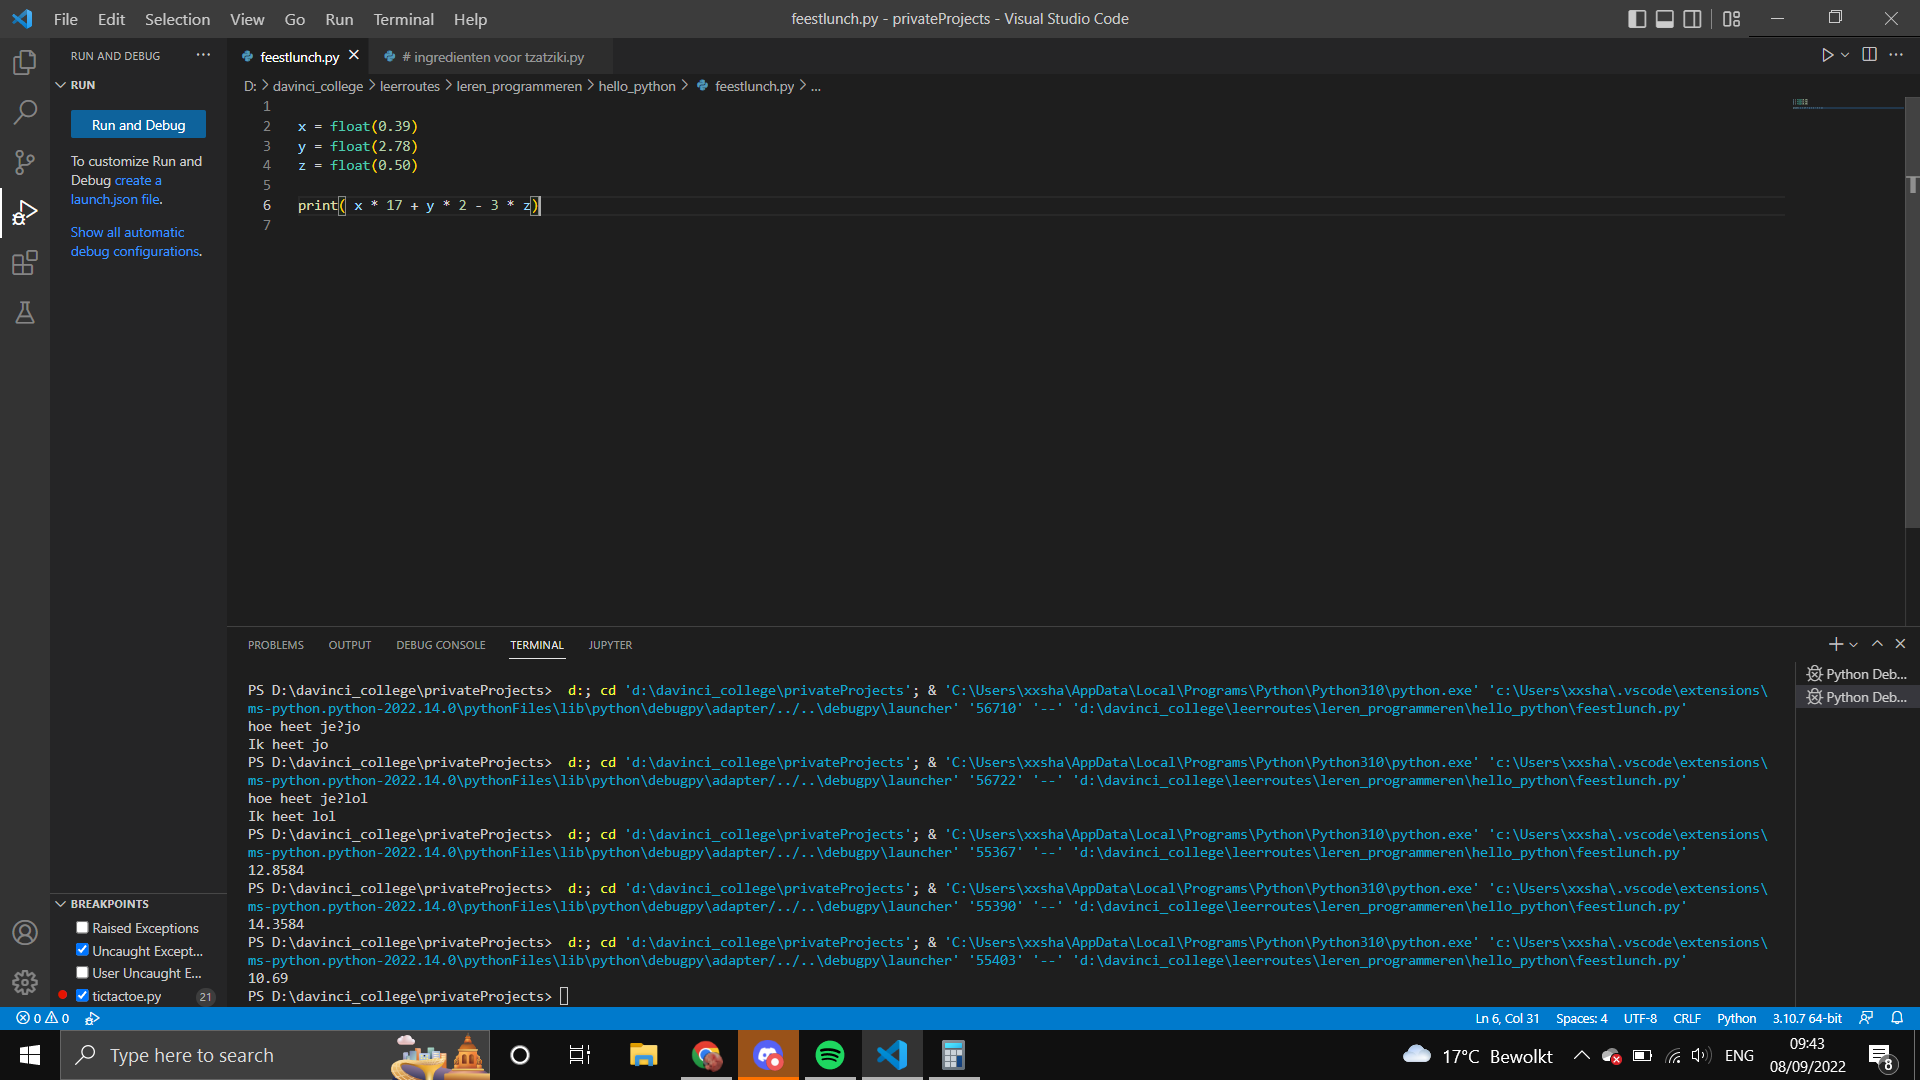 File Edit Selection View Go Run Terminal Help
feestlunch.py - privateProjects - Visual Studio Code
RUN AND DEBUG
feestlunch.py
# ingredienten voor tzatziki.py
RUN
D: > davinci_college > leerroutes > leren_programmeren > hello_python > feestlunch.py > ...
Run and Debug
To customize Run and
Debug create a
launch.json file.
Show all automatic
debug configurations.
1
2 x = float(0.39)
3 y = float(2.78)
4 z = float(0.50)
5
6 print( x * 17 + y * 2 - 3 * z)
7
PROBLEMS OUTPUT DEBUG CONSOLE TERMINAL JUPYTER
Python Deb...
Python Deb...
PS D:\davinci_college\privateProjects>  d:; cd 'd:\davinci_college\privateProjects'; & 'C:\Users\xxsha\AppData\Local\Programs\Python\Python310\python.exe' 'c:\Users\xxsha\.vscode\extensions\
ms-python.python-2022.14.0\pythonFiles\lib\python\debugpy\adapter/../..\debugpy\launcher' '56710' '--' 'd:\davinci_college\leerroutes\leren_programmeren\hello_python\feestlunch.py'
hoe heet je?jo
Ik heet jo
PS D:\davinci_college\privateProjects>  d:; cd 'd:\davinci_college\privateProjects'; & 'C:\Users\xxsha\AppData\Local\Programs\Python\Python310\python.exe' 'c:\Users\xxsha\.vscode\extensions\
ms-python.python-2022.14.0\pythonFiles\lib\python\debugpy\adapter/../..\debugpy\launcher' '56722' '--' 'd:\davinci_college\leerroutes\leren_programmeren\hello_python\feestlunch.py'
hoe heet je?lol
Ik heet lol
PS D:\davinci_college\privateProjects>  d:; cd 'd:\davinci_college\privateProjects'; & 'C:\Users\xxsha\AppData\Local\Programs\Python\Python310\python.exe' 'c:\Users\xxsha\.vscode\extensions\
ms-python.python-2022.14.0\pythonFiles\lib\python\debugpy\adapter/../..\debugpy\launcher' '55367' '--' 'd:\davinci_college\leerroutes\leren_programmeren\hello_python\feestlunch.py'
12.8584
PS D:\davinci_college\privateProjects>  d:; cd 'd:\davinci_college\privateProjects'; & 'C:\Users\xxsha\AppData\Local\Programs\Python\Python310\python.exe' 'c:\Users\xxsha\.vscode\extensions\
ms-python.python-2022.14.0\pythonFiles\lib\python\debugpy\adapter/../..\debugpy\launcher' '55390' '--' 'd:\davinci_college\leerroutes\leren_programmeren\hello_python\feestlunch.py'
14.3584
PS D:\davinci_college\privateProjects>  d:; cd 'd:\davinci_college\privateProjects'; & 'C:\Users\xxsha\AppData\Local\Programs\Python\Python310\python.exe' 'c:\Users\xxsha\.vscode\extensions\
ms-python.python-2022.14.0\pythonFiles\lib\python\debugpy\adapter/../..\debugpy\launcher' '55403' '--' 'd:\davinci_college\leerroutes\leren_programmeren\hello_python\feestlunch.py'
10.69
PS D:\davinci_college\privateProjects>
BREAKPOINTS
Raised Exceptions
Uncaught Except...
User Uncaught E...
tictactoe.py 21
0 0
Ln 6, Col 31 Spaces: 4 UTF-8 CRLF Python 3.10.7 64-bit
Type here to search
17°C Bewolkt
ENG
09:43
08/09/2022
8